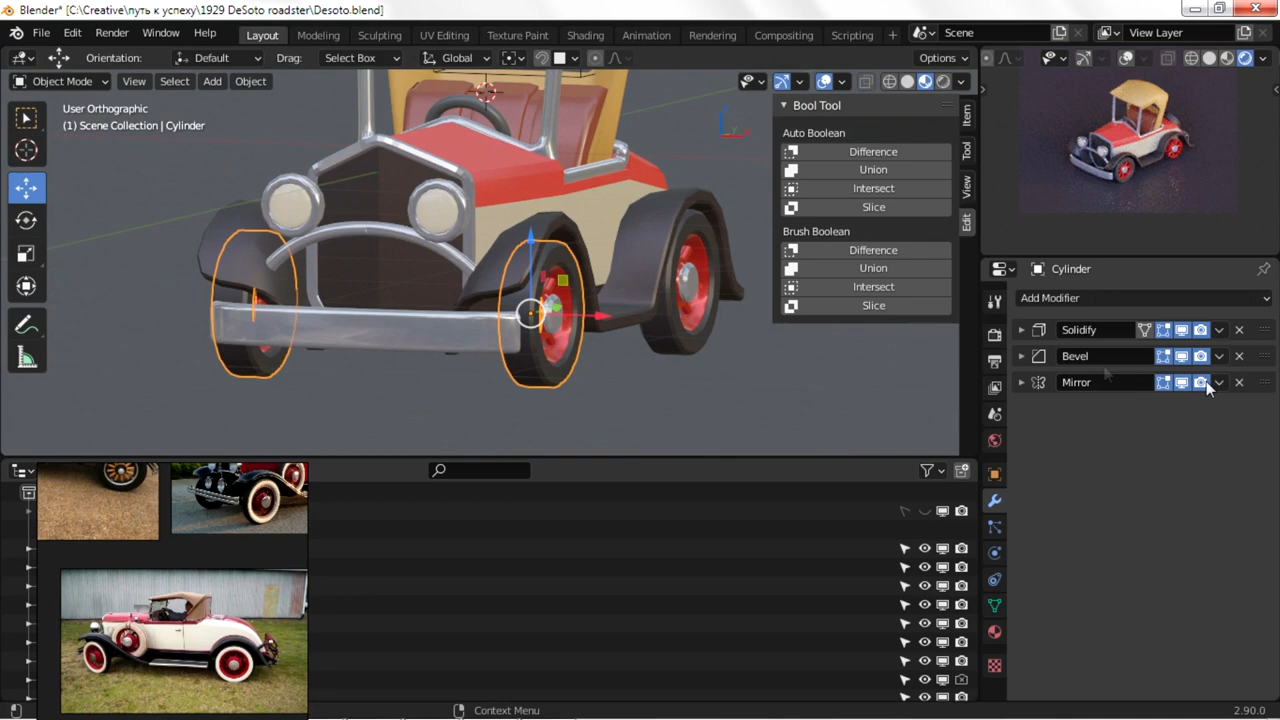 Blender* [C:\Creative\путь к успеху\1929 DeSoto roadster\Desoto.blend]
File Edit Render Window Help Layout Modeling Sculpting UV Editing Texture Paint Shading Animation Rendering Compositing Scripting + Scene View Layer
Orientation: Default Drag: Select Box Global Options
Object Mode View Select Add Object
User Orthographic
(1) Scene Collection | Cylinder
Bool Tool
Auto Boolean
Difference
Union
Intersect
Slice
Brush Boolean
Difference
Union
Intersect
Slice
Item
Tool
View
Edit
Cylinder
Add Modifier
Solidify
Bevel
Mirror
Context Menu
2.90.0